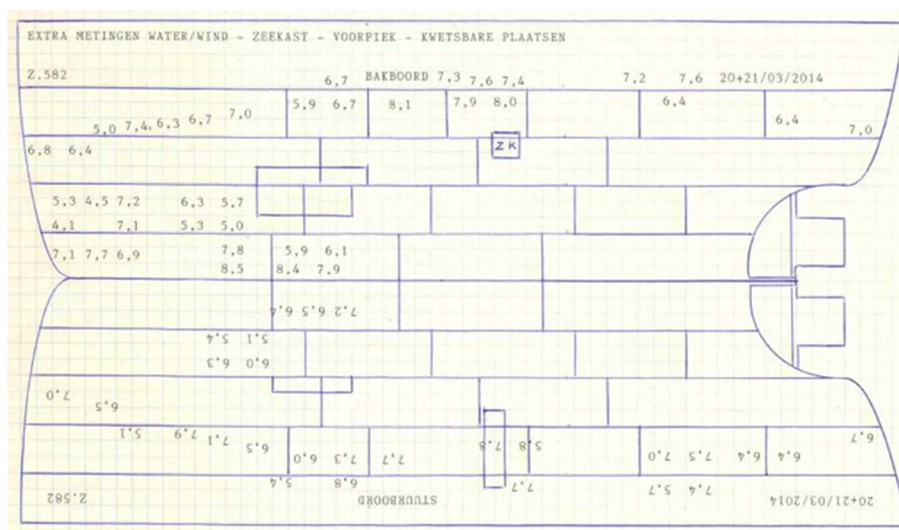 EXTRA METINGEN WATER/WIND - ZEEKAST - VOORPIEK - KWETSBARE PLAATSEN
Z.582 6,7 BAKBOORD 7,3 7,6 7,4 7,2 7,6 20+21/03/2014
5,9 6,7 8,1 7,9 8,0 6,4
5,0 7,4 6,3 6,7 7,0 6,4 7,0
6,8 6,4 ZK
5,3 4,5 7,2 6,3 5,7
4,1 7,1 5,3 5,0
7,1 7,7 6,9 7,8 5,9 6,1
8,5 8,4 7,9
7,2 6,5 6,4
5,1 5,4
6,0 6,3
6,5 7,0
6,7 5,8 7,8 6,5 7,1 7,9 5,1
6,4 6,4 7,5 7,0 7,7 7,3 6,0
7,4 5,7 7,7 6,8 5,4
20+21/03/2014 STUURBOORD Z.582